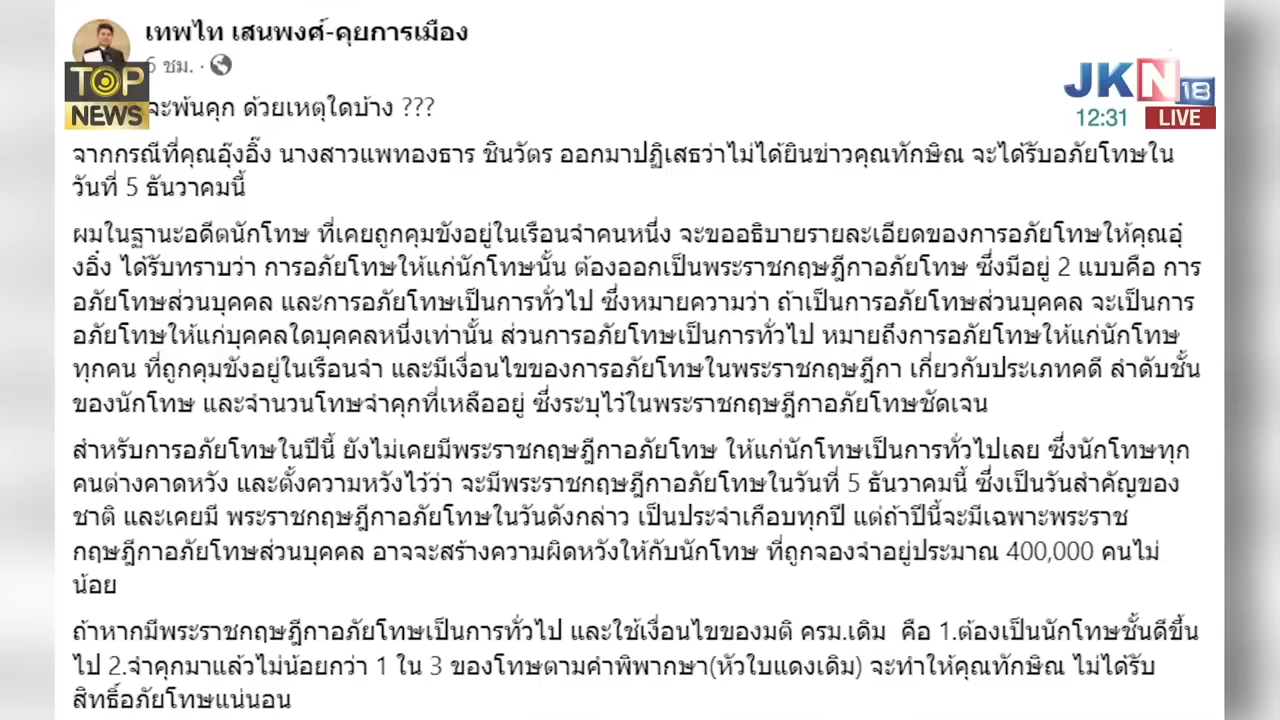 เทพไท เสนพงศ์-คุยการเมือง
6 ชม.
TOP
NEWS
JKN18
12:31 LIVE
จะพ้นคุก ด้วยเหตุใดบ้าง ???
จากกรณีที่คุณอุ๊งอิ๊ง นางสาวแพทองธาร ชินวัตร ออกมาปฏิเสธว่าไม่ได้ยินข่าวคุณทักษิณ จะได้รับอภัยโทษใน
วันที่ 5 ธันวาคมนี้
ผมในฐานะอดีตนักโทษ ที่เคยถูกคุมขังอยู่ในเรือนจำคนหนึ่ง จะขออธิบายรายละเอียดของการอภัยโทษให้คุณอุ๋
งอิ๋ง ได้รับทราบว่า การอภัยโทษให้แก่นักโทษนั้น ต้องออกเป็นพระราชกฤษฎีกาอภัยโทษ ซึ่งมีอยู่ 2 แบบคือ การ
อภัยโทษส่วนบุคคล และการอภัยโทษเป็นการทั่วไป ซึ่งหมายความว่า ถ้าเป็นการอภัยโทษส่วนบุคคล จะเป็นการ
อภัยโทษให้แก่บุคคลใดบุคคลหนึ่งเท่านั้น ส่วนการอภัยโทษเป็นการทั่วไป หมายถึงการอภัยโทษให้แก่นักโทษ
ทุกคน ที่ถูกคุมขังอยู่ในเรือนจำ และมีเงื่อนไขของการอภัยโทษในพระราชกฤษฎีกา เกี่ยวกับประเภทคดี ลำดับชั้น
ของนักโทษ และจำนวนโทษจำคุกที่เหลืออยู่ ซึ่งระบุไว้ในพระราชกฤษฎีกาอภัยโทษชัดเจน
สำหรับการอภัยโทษในปีนี้ ยังไม่เคยมีพระราชกฤษฎีกาอภัยโทษ ให้แก่นักโทษเป็นการทั่วไปเลย ซึ่งนักโทษทุก
คนต่างคาดหวัง และตั้งความหวังไว้ว่า จะมีพระราชกฤษฎีกาอภัยโทษในวันที่ 5 ธันวาคมนี้ ซึ่งเป็นวันสำคัญของ
ชาติ และเคยมี พระราชกฤษฎีกาอภัยโทษในวันดังกล่าว เป็นประจำเกือบทุกปี แต่ถ้าปีนี้จะมีเฉพาะพระราช
กฤษฎีกาอภัยโทษส่วนบุคคล อาจจะสร้างความผิดหวังให้กับนักโทษ ที่ถูกจองจำอยู่ประมาณ 400,000 คนไม่
น้อย
ถ้าหากมีพระราชกฤษฎีกาอภัยโทษเป็นการทั่วไป และใช้เงื่อนไขของมติ ครม.เดิม คือ 1.ต้องเป็นนักโทษชั้นดีขึ้น
ไป 2.จำคุกมาแล้วไม่น้อยกว่า 1 ใน 3 ของโทษตามคำพิพากษา(หัวใบแดงเดิม) จะทำให้คุณทักษิณ ไม่ได้รับ
สิทธิ์อภัยโทษแน่นอน